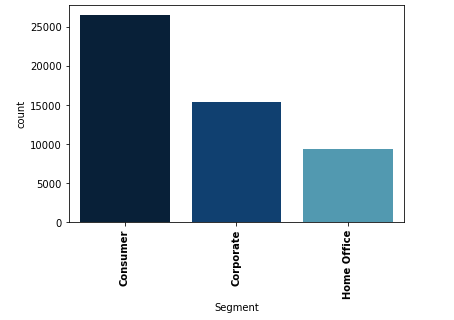 25000
20000
15000
10000
5000
0
count
Consumer
Corporate
Home Office
Segment